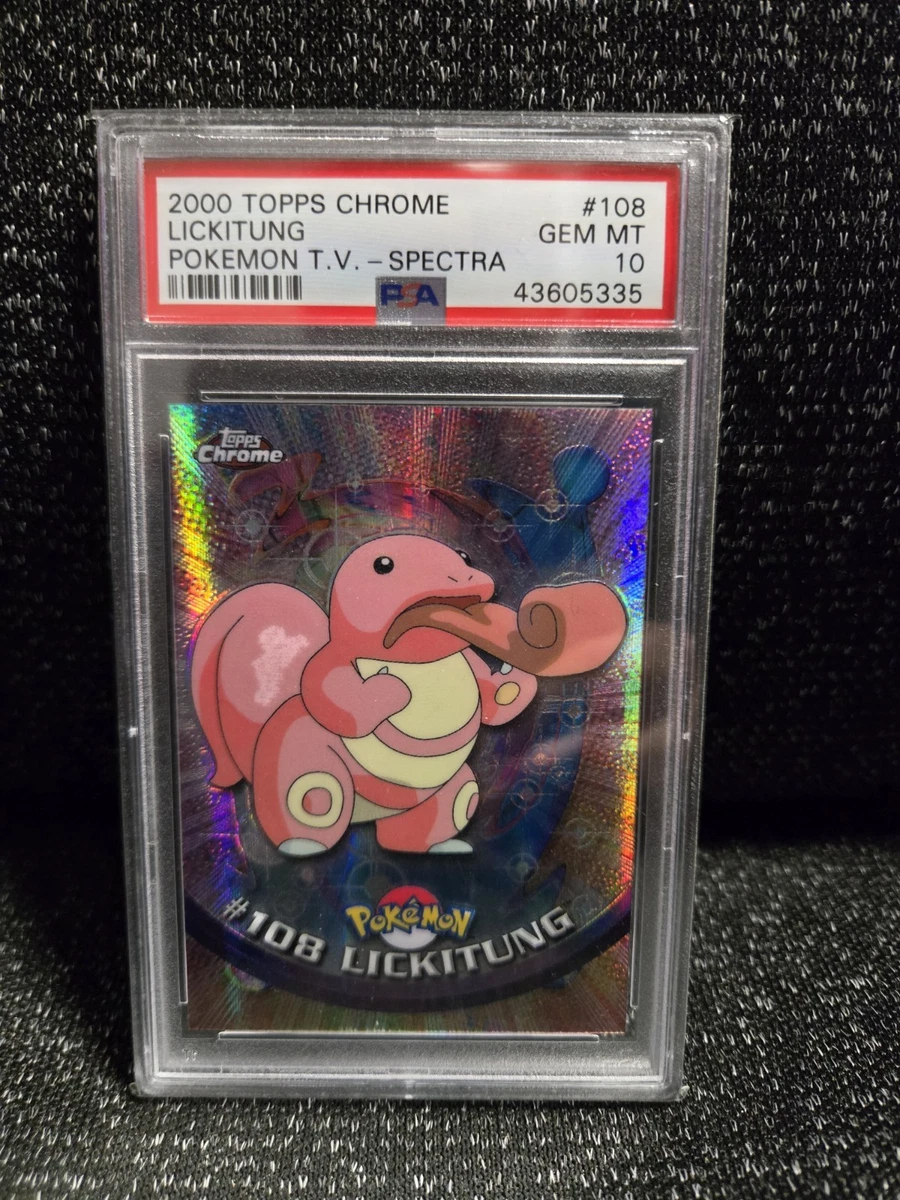 2000 TOPPS CHROME #108
LICKITUNG GEM MT
POKEMON T.V. – SPECTRA 10
PSA 43605335
Topps
Chrome
POKéMON
#108 LICKITUNG